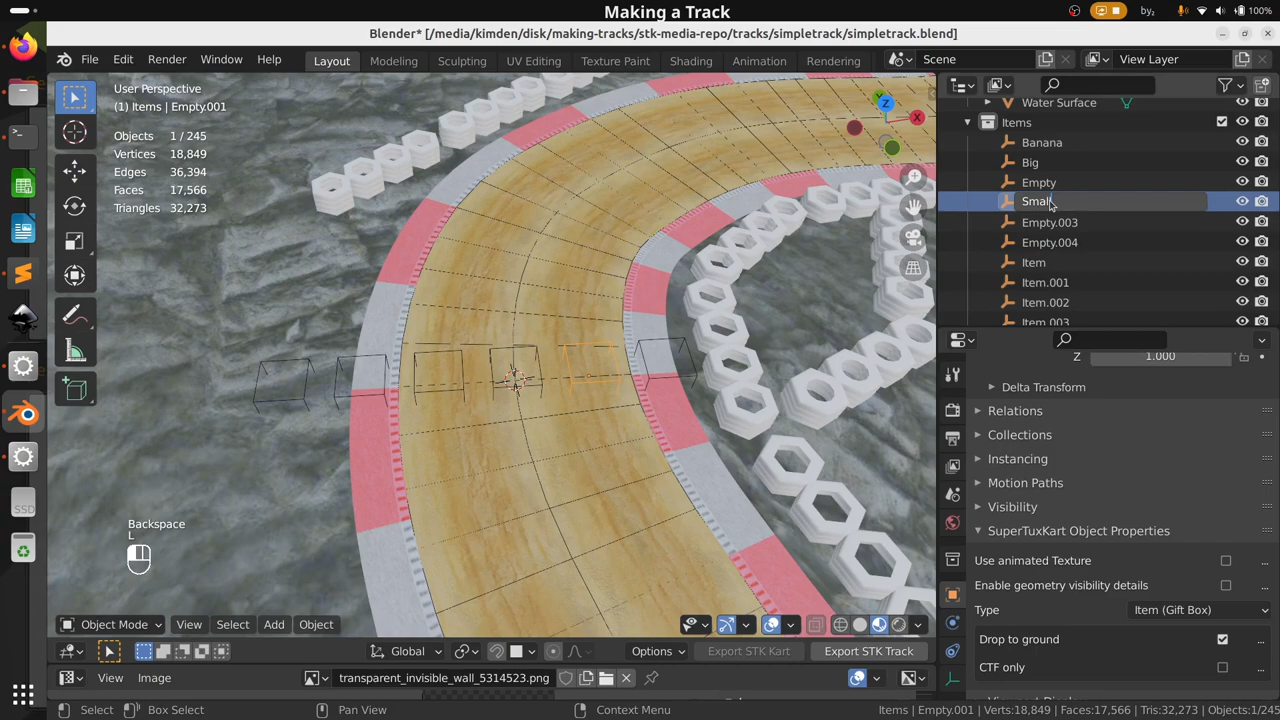 Making a Track
by₂
100%
Blender* [/media/kimden/disk/making-tracks/stk-media-repo/tracks/simpletrack/simpletrack.blend]
File Edit Render Window Help
Layout Modeling Sculpting UV Editing Texture Paint Shading Animation Rendering
Scene
View Layer
User Perspective
(1) Items | Empty.001
Objects 1 / 245
Vertices 18,849
Edges 36,394
Faces 17,566
Triangles 32,273
Z
X
Y
Water Surface
Items
Banana
Big
Empty
Small
Empty.003
Empty.004
Item
Item.001
Item.002
Item.003
Z 1.000
Delta Transform
Relations
Collections
Instancing
Motion Paths
Visibility
SuperTuxKart Object Properties
Use animated Texture ...
Enable geometry visibility details ...
Type Item (Gift Box)
Drop to ground ...
CTF only ...
Backspace
L
SSD
Object Mode View Select Add Object
Global
Options
Export STK Kart
Export STK Track
View Image
transparent_invisible_wall_5314523.png
Select Box Select Pan View Context Menu
Items | Empty.001 | Verts:18,849 | Faces:17,566 | Tris:32,273 | Objects:1/245